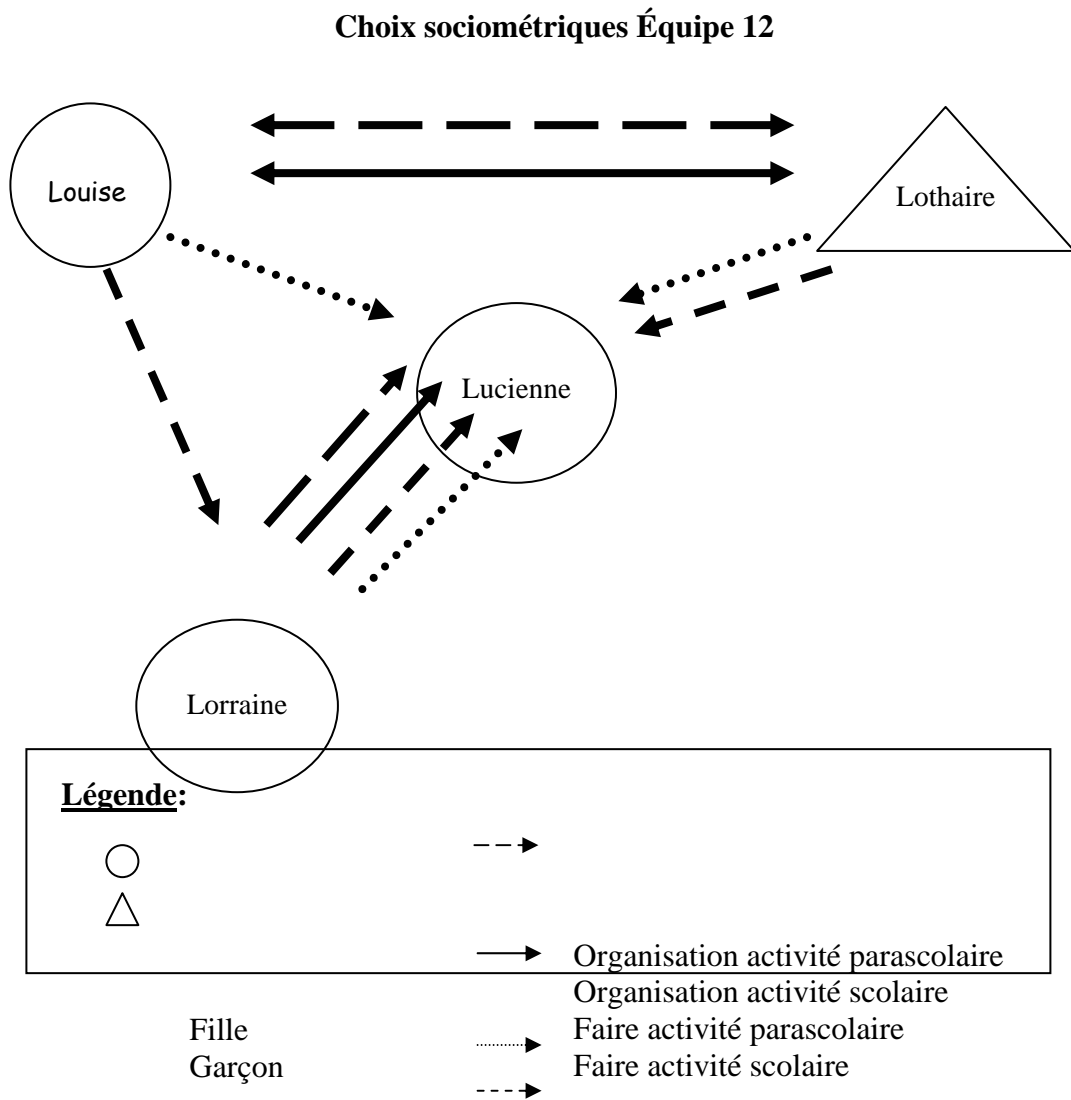 Choix sociométriques Équipe 12
Louise
Lothaire
Lucienne
Lorraine
Légende:
Organisation activité parascolaire
Organisation activité scolaire
Fille
Faire activité parascolaire
Garçon
Faire activité scolaire